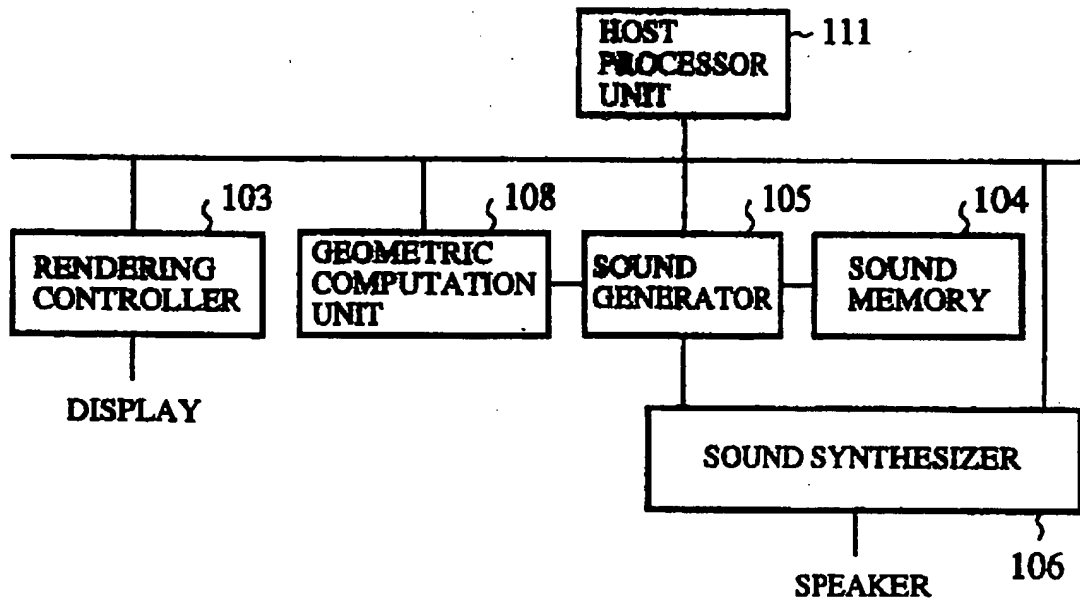 HOST
PROCESSOR
UNIT
111
103
108
105
104
RENDERING
CONTROLLER
GEOMETRIC
COMPUTATION
UNIT
SOUND
GENERATOR
SOUND
MEMORY
DISPLAY
SOUND SYNTHESIZER
106
SPEAKER